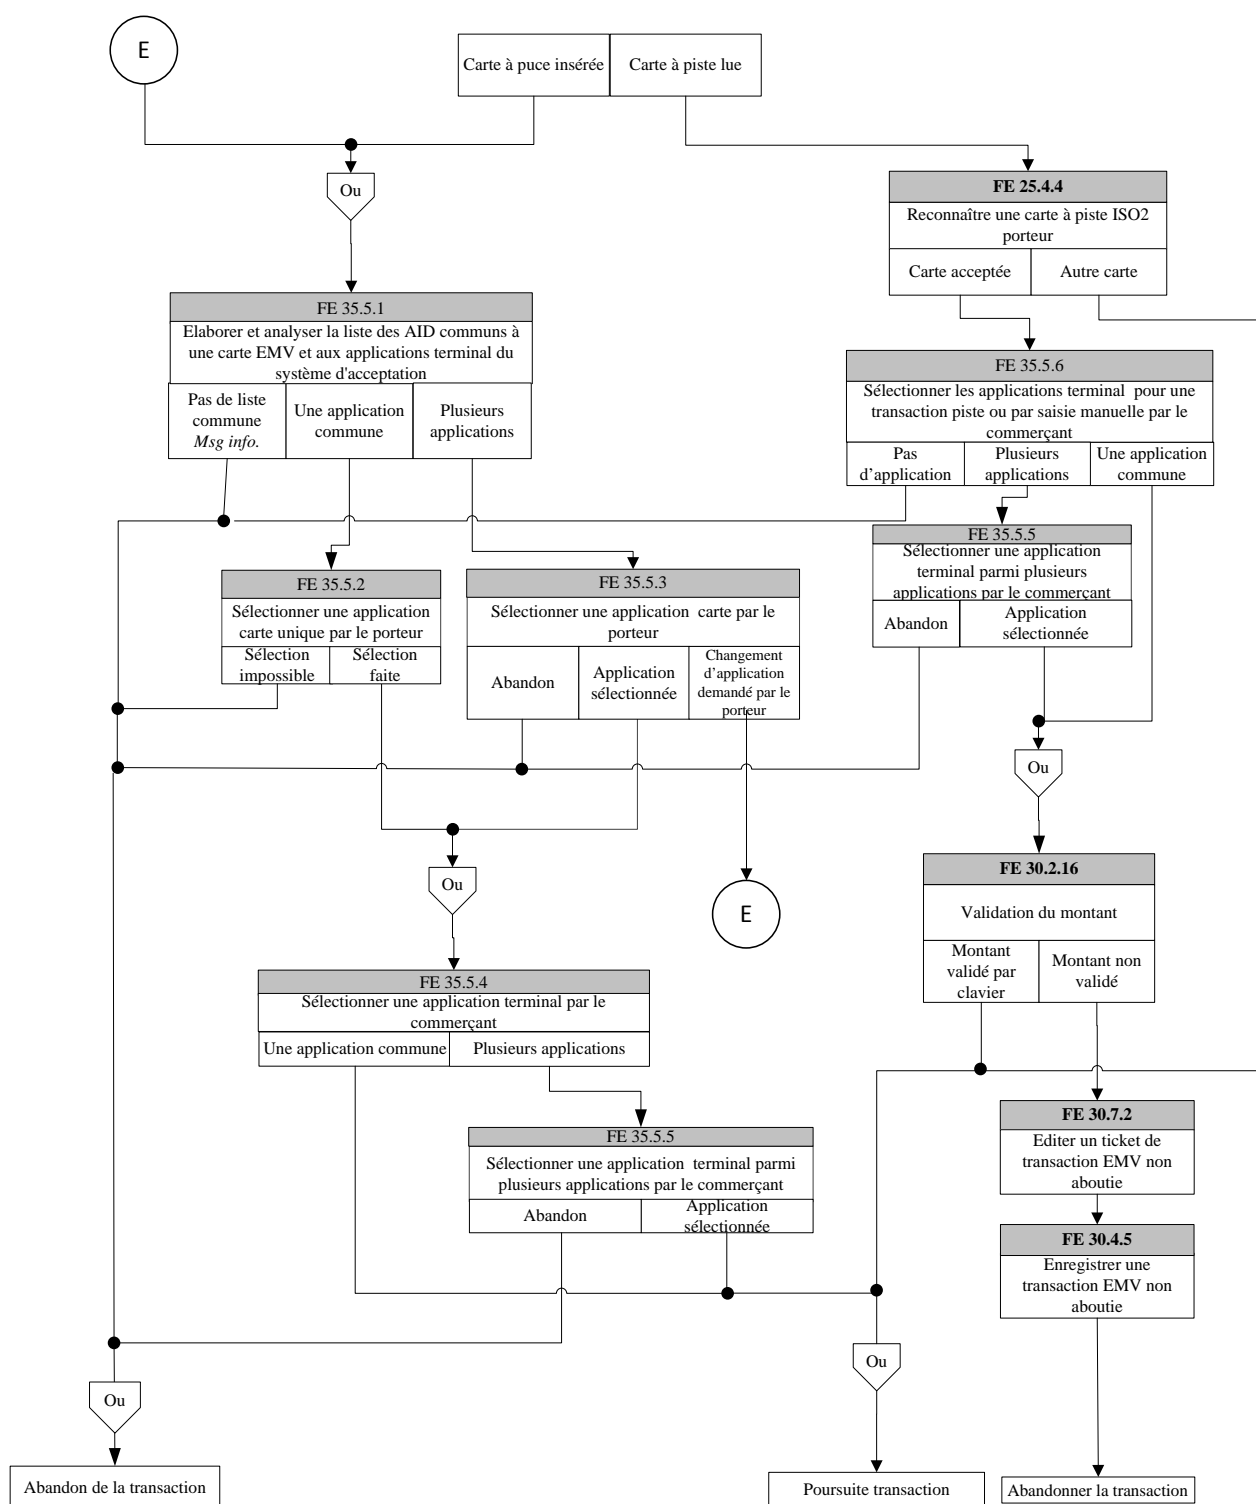 E
Carte à puce insérée
Carte à piste lue
Ou
FE 25.4.4
Reconnaître une carte à piste ISO2
porteur
Carte acceptée
Autre carte
FE 35.5.1
Elaborer et analyser la liste des AID communs à
une carte EMV et aux applications terminal du
système d'acceptation
Pas de liste
commune
Msg info.
Une application
commune
Plusieurs
applications
FE 35.5.6
Sélectionner les applications terminal pour une
transaction piste ou par saisie manuelle par le
commerçant
Pas
d’application
Plusieurs
applications
Une application
commune
FE 35.5.5
Sélectionner une application
terminal parmi plusieurs
applications par le commerçant
Abandon
Application
sélectionnée
FE 35.5.2
Sélectionner une application
carte unique par le porteur
Sélection
impossible
Sélection
faite
FE 35.5.3
Sélectionner une application carte par le
porteur
Abandon
Application
sélectionnée
Changement
d’application
demandé par le
porteur
Ou
Ou
E
FE 30.2.16
Validation du montant
Montant
validé par
clavier
Montant non
validé
FE 35.5.4
Sélectionner une application terminal par le
commerçant
Une application commune
Plusieurs applications
FE 35.5.5
Sélectionner une application terminal parmi
plusieurs applications par le commerçant
Abandon
Application
sélectionnée
FE 30.7.2
Editer un ticket de
transaction EMV non
aboutie
FE 30.4.5
Enregistrer une
transaction EMV non
aboutie
Ou
Ou
Abandon de la transaction
Poursuite transaction
Abandonner la transaction